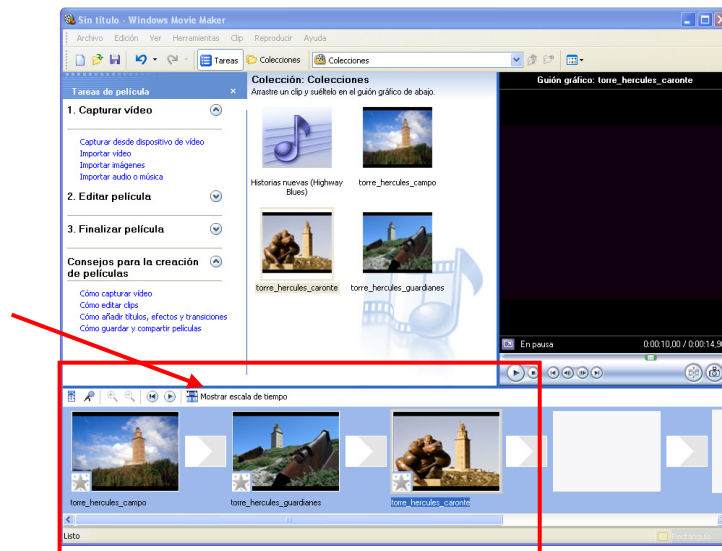 Sin título - Windows Movie Maker
Archivo Edición Ver Herramientas Clip Reproducir Ayuda
Tareas Colecciones Colecciones
Tareas de película
1. Capturar vídeo
Capturar desde dispositivo de vídeo
Importar vídeo
Importar imágenes
Importar audio o música
2. Editar película
3. Finalizar película
Consejos para la creación
de películas
Cómo capturar vídeo
Cómo editar clips
Cómo añadir títulos, efectos y transiciones
Cómo guardar y compartir películas
Colección: Colecciones
Arrastre un clip y suéltelo en el guión gráfico de abajo.
Historias nuevas (Highway
Blues)
torre_hercules_campo
torre_hercules_caronte
torre_hercules_guardianes
Guión gráfico: torre_hercules_caronte
En pausa 0:00:10,00 / 0:00:14,9
Mostrar escala de tiempo
torre_hercules_campo
torre_hercules_guardianes
torre_hercules_caronte
Listo